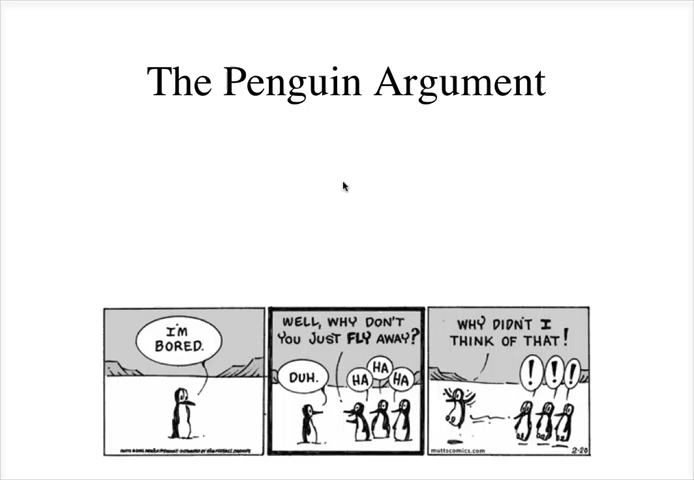 The Penguin Argument
I'M
BORED.
WELL, WHY DON'T
YOU JUST FLY AWAY?
DUH.
HA
HA
HA
WHY DIDN'T I
THINK OF THAT!
! ! !
muttscomics.com
2-20